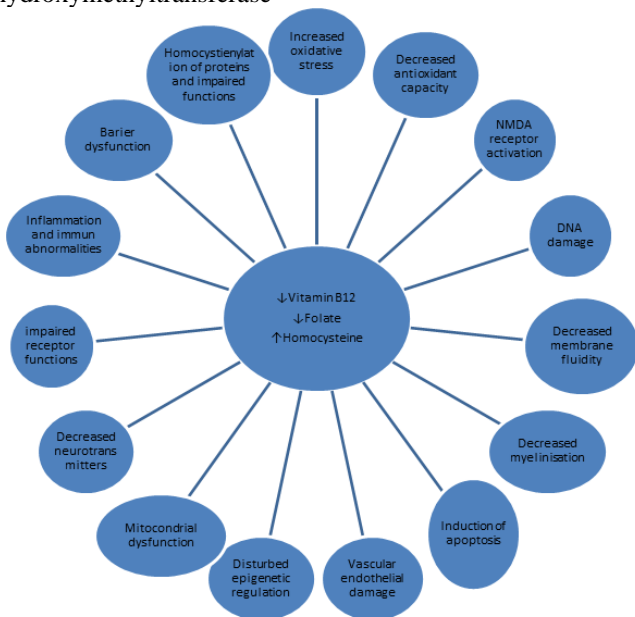 hydroxymethyltransferase
Increased
oxidative
stress
Decreased
antioxidant
capacity
NMDA
receptor
activation
DNA
damage
Decreased
membrane
fluidity
Decreased
myelinisation
Induction of
apoptosis
Vascular
endothelial
damage
Disturbed
epigenetic
regulation
Mitocondrial
dysfunction
Decreased
neurotrans
mitters
impaired
receptor
functions
Inflammation
and immun
abnormalities
Barier
dysfunction
Homocystienylat
ion of proteins
and impaired
functions
↓Vitamin B12
↓Folate
↑Homocysteine